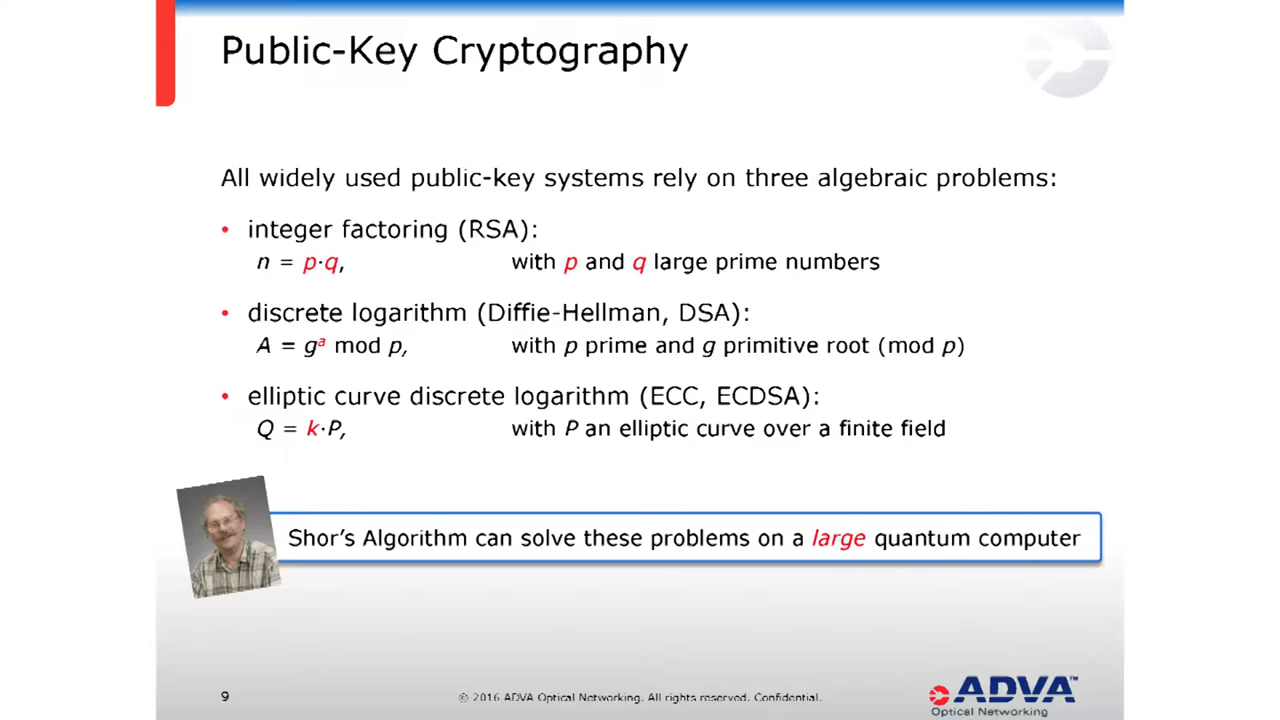 Public-Key Cryptography
All widely used public-key systems rely on three algebraic problems:
• integer factoring (RSA):
n = p·q, with p and q large prime numbers
• discrete logarithm (Diffie-Hellman, DSA):
A = gᵃ mod p, with p prime and g primitive root (mod p)
• elliptic curve discrete logarithm (ECC, ECDSA):
Q = k·P, with P an elliptic curve over a finite field
Shor's Algorithm can solve these problems on a large quantum computer
9 © 2016 ADVA Optical Networking. All rights reserved. Confidential.
ADVA™
Optical Networking